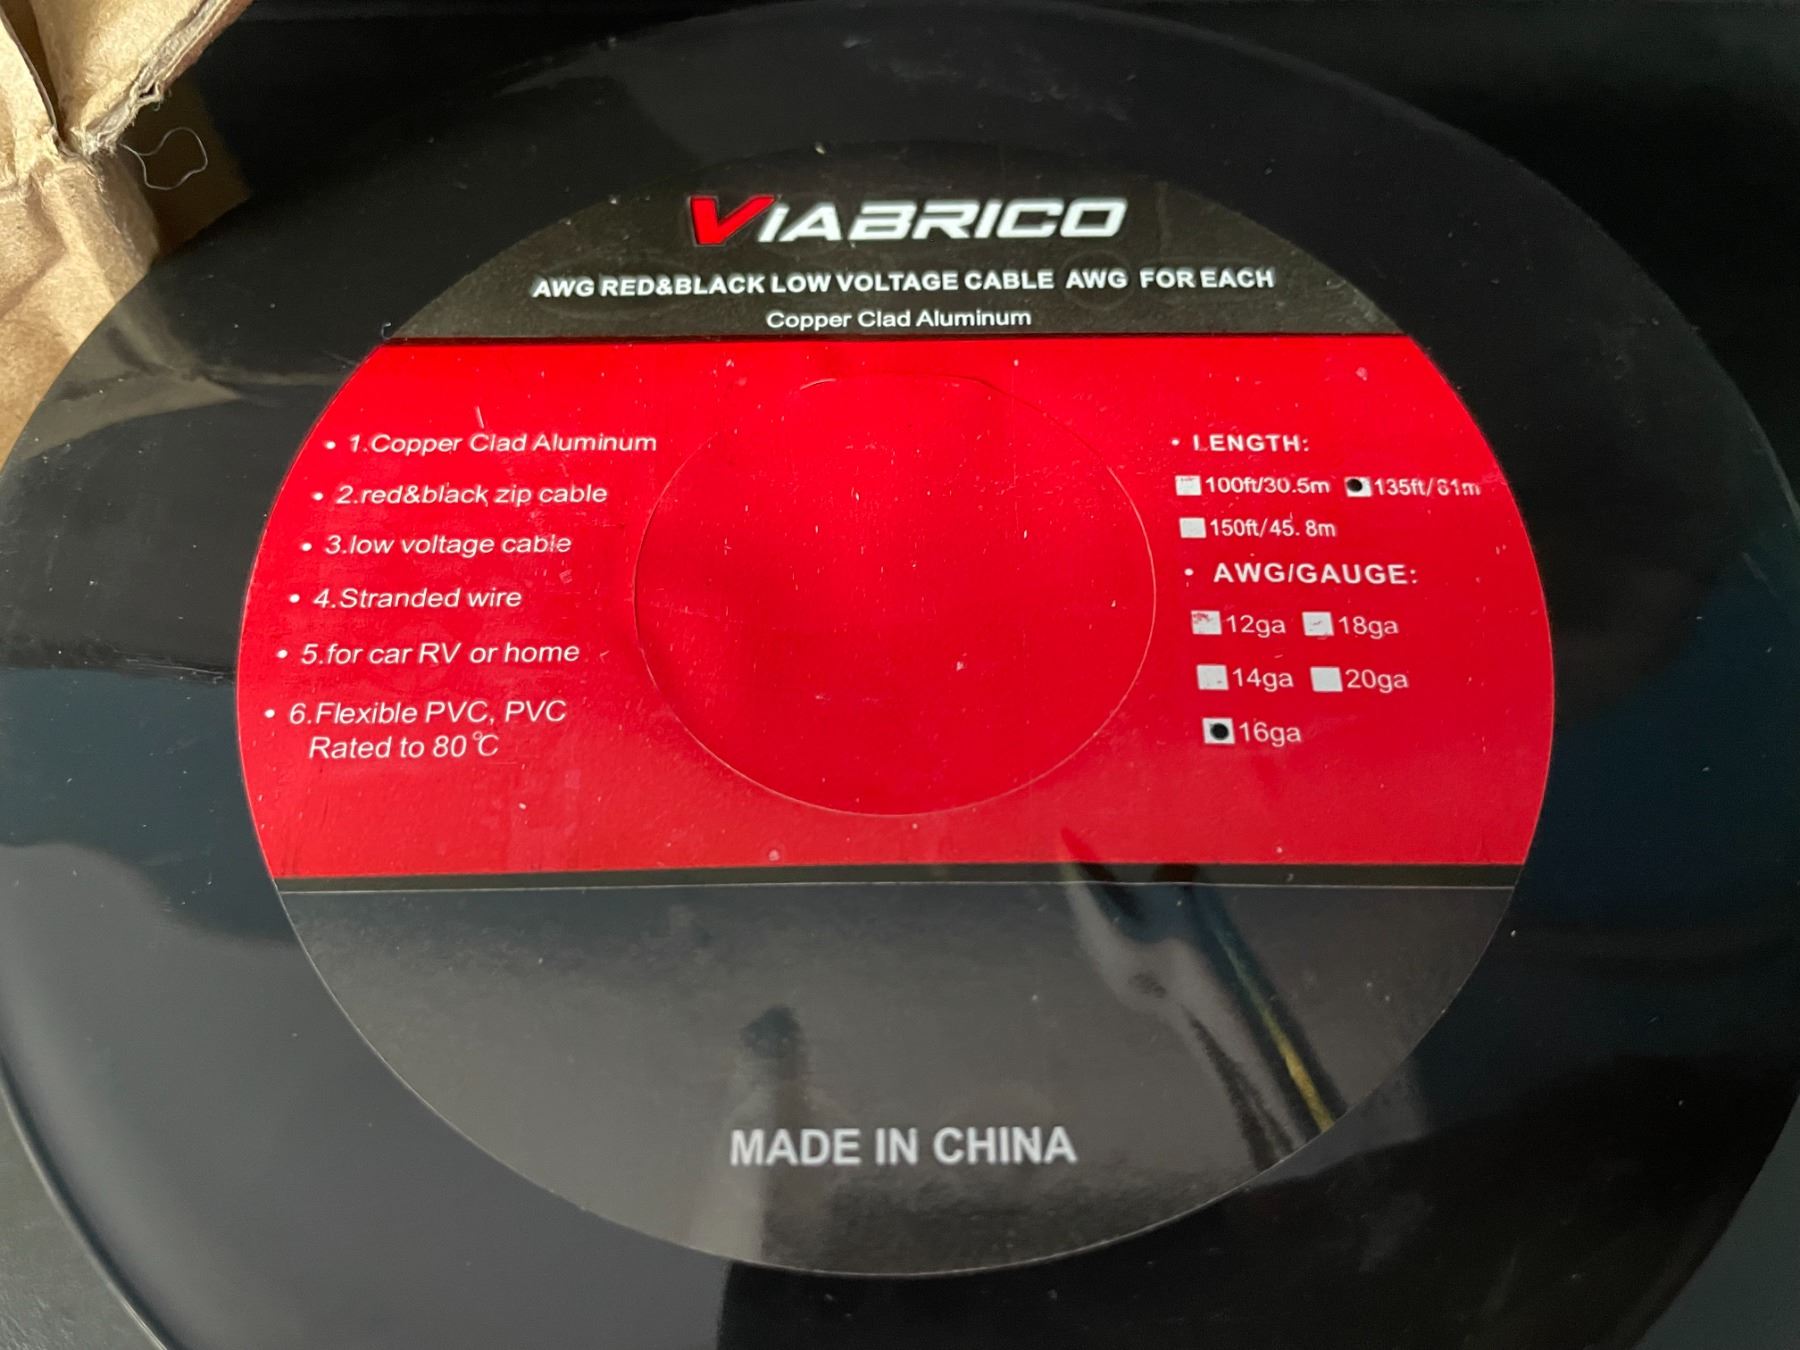 VIABRICO
AWG RED&BLACK LOW VOLTAGE CABLE AWG FOR EACH
Copper Clad Aluminum
• 1.Copper Clad Aluminum
• 2.red&black zip cable
• 3.low voltage cable
• 4.Stranded wire
• 5.for car RV or home
• 6.Flexible PVC, PVC
Rated to 80℃
• LENGTH:
100ft/30.5m 135ft/61m
150ft/45.8m
• AWG/GAUGE:
12ga 18ga
14ga 20ga
16ga
MADE IN CHINA